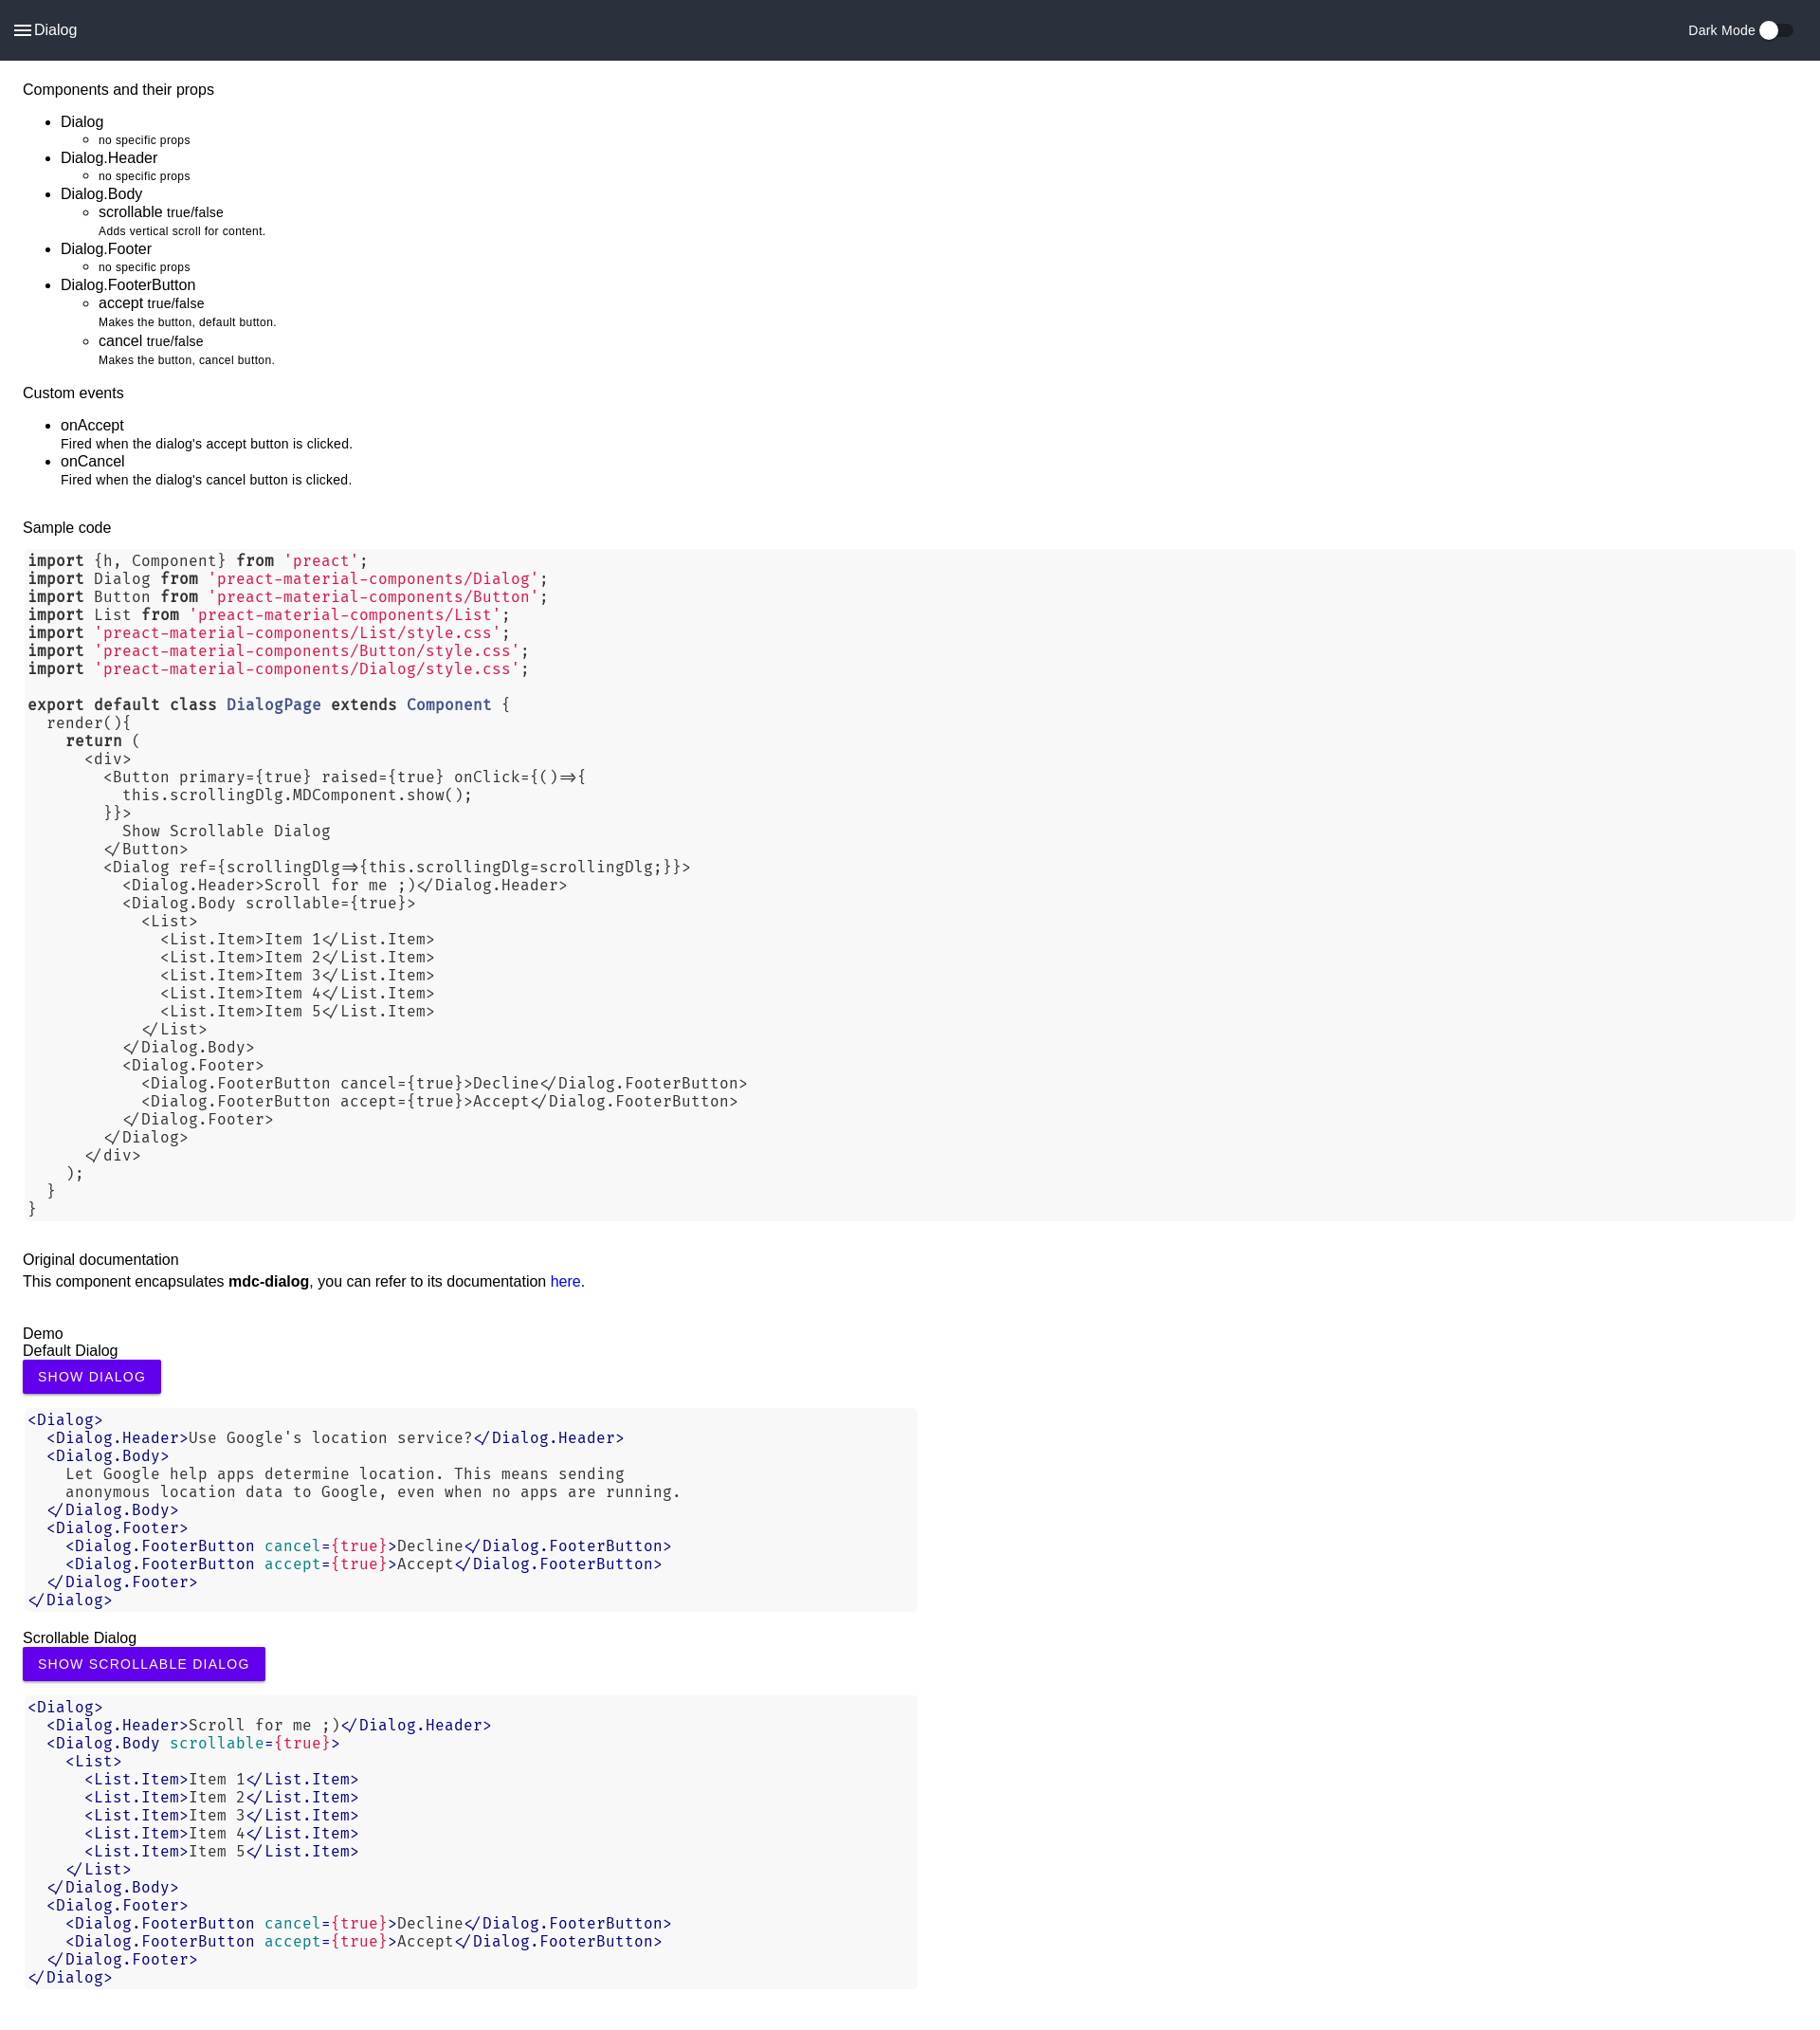 Dialog
Dark Mode
Components and their props
Dialog
no specific props
Dialog.Header
no specific props
Dialog.Body
scrollable true/false
Adds vertical scroll for content.
Dialog.Footer
no specific props
Dialog.FooterButton
accept true/false
Makes the button, default button.
cancel true/false
Makes the button, cancel button.
Custom events
onAccept
Fired when the dialog's accept button is clicked.
onCancel
Fired when the dialog's cancel button is clicked.
Sample code
import {h, Component} from 'preact';
import Dialog from 'preact-material-components/Dialog';
import Button from 'preact-material-components/Button';
import List from 'preact-material-components/List';
import 'preact-material-components/List/style.css';
import 'preact-material-components/Button/style.css';
import 'preact-material-components/Dialog/style.css';
export default class DialogPage extends Component {
  render(){
    return (
      <div>
        <Button primary={true} raised={true} onClick={()=>{
          this.scrollingDlg.MDComponent.show();
        }}>
          Show Scrollable Dialog
        </Button>
        <Dialog ref={scrollingDlg=>{this.scrollingDlg=scrollingDlg;}}>
          <Dialog.Header>Scroll for me ;)</Dialog.Header>
          <Dialog.Body scrollable={true}>
            <List>
              <List.Item>Item 1</List.Item>
              <List.Item>Item 2</List.Item>
              <List.Item>Item 3</List.Item>
              <List.Item>Item 4</List.Item>
              <List.Item>Item 5</List.Item>
            </List>
          </Dialog.Body>
          <Dialog.Footer>
            <Dialog.FooterButton cancel={true}>Decline</Dialog.FooterButton>
            <Dialog.FooterButton accept={true}>Accept</Dialog.FooterButton>
          </Dialog.Footer>
        </Dialog>
      </div>
    );
  }
}
Original documentation
This component encapsulates mdc-dialog, you can refer to its documentation here.
Demo
Default Dialog
SHOW DIALOG
<Dialog>
  <Dialog.Header>Use Google's location service?</Dialog.Header>
  <Dialog.Body>
    Let Google help apps determine location. This means sending
    anonymous location data to Google, even when no apps are running.
  </Dialog.Body>
  <Dialog.Footer>
    <Dialog.FooterButton cancel={true}>Decline</Dialog.FooterButton>
    <Dialog.FooterButton accept={true}>Accept</Dialog.FooterButton>
  </Dialog.Footer>
</Dialog>
Scrollable Dialog
SHOW SCROLLABLE DIALOG
<Dialog>
  <Dialog.Header>Scroll for me ;)</Dialog.Header>
  <Dialog.Body scrollable={true}>
    <List>
      <List.Item>Item 1</List.Item>
      <List.Item>Item 2</List.Item>
      <List.Item>Item 3</List.Item>
      <List.Item>Item 4</List.Item>
      <List.Item>Item 5</List.Item>
    </List>
  </Dialog.Body>
  <Dialog.Footer>
    <Dialog.FooterButton cancel={true}>Decline</Dialog.FooterButton>
    <Dialog.FooterButton accept={true}>Accept</Dialog.FooterButton>
  </Dialog.Footer>
</Dialog>